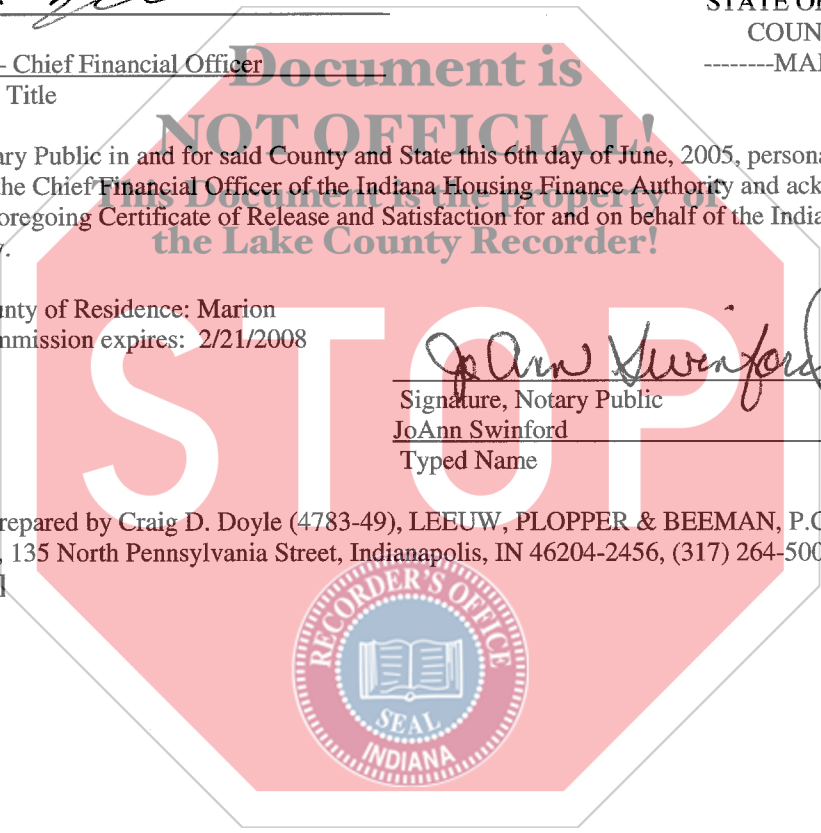 STATE OF
COUN
- Chief Financial Officer
--------MA
Title
Document is
NOT OFFICIAL!
This Document is the property of
the Lake County Recorder!
ary Public in and for said County and State this 6th day of June, 2005, persona
the Chief Financial Officer of the Indiana Housing Finance Authority and ack
oregoing Certificate of Release and Satisfaction for and on behalf of the India
y.
unty of Residence: Marion
mmission expires: 2/21/2008
STOP
JoAnn Swinford
Signature, Notary Public
JoAnn Swinford
Typed Name
repared by Craig D. Doyle (4783-49), LEEUW, PLOPPER & BEEMAN, P.C
, 135 North Pennsylvania Street, Indianapolis, IN 46204-2456, (317) 264-500
RECORDER'S OFFICE
SEAL
INDIANA